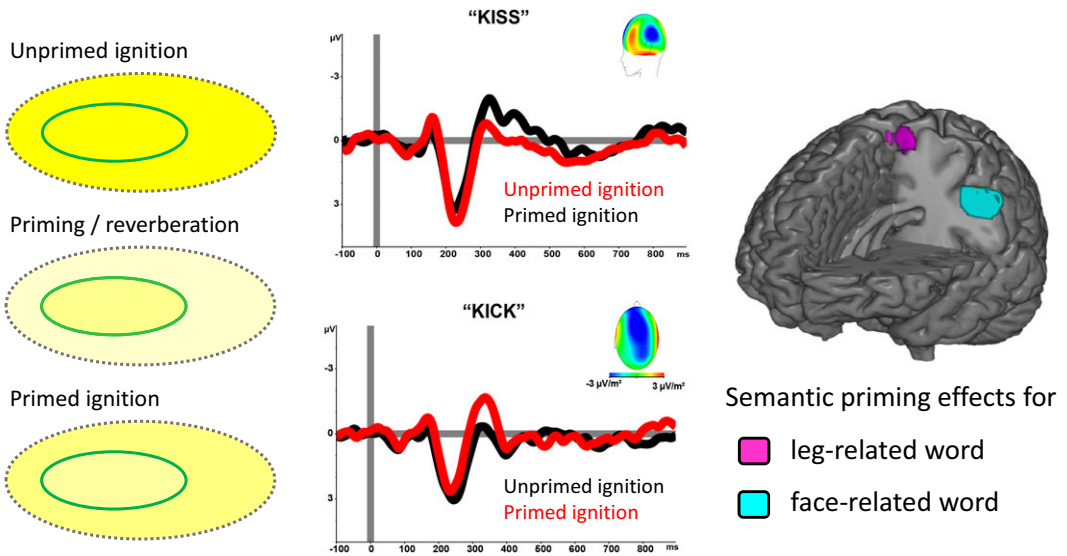 Unprimed ignition
Priming / reverberation
Primed ignition
“KISS”
µV
-3
0
3
-100 0 100 200 300 400 500 600 700 800 ms
Unprimed ignition
Primed ignition
“KICK”
µV
-3
0
3
-100 0 100 200 300 400 500 600 700 800 ms
-3 µV/m² 3 µV/m²
Unprimed ignition
Primed ignition
Semantic priming effects for
leg-related word
face-related word